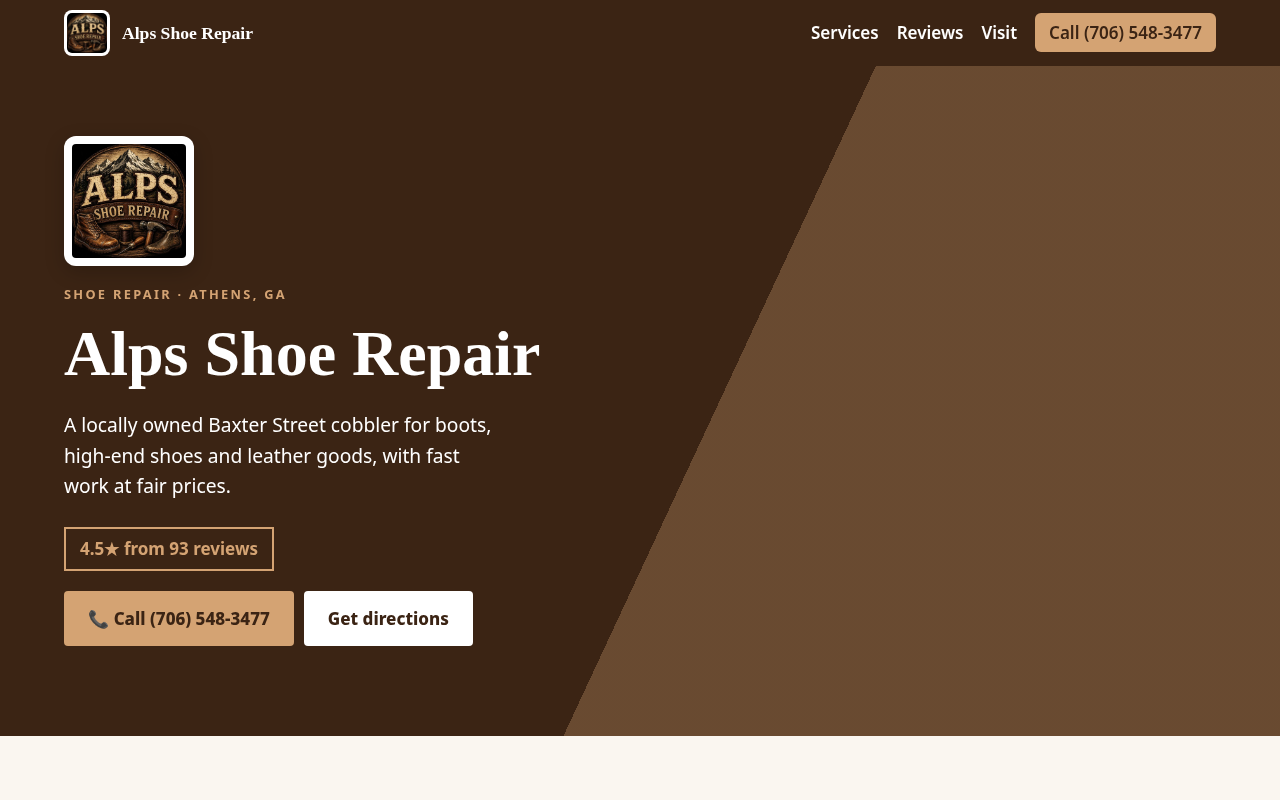 ALPS
SHOE REPAIR
Alps Shoe Repair
Services
Reviews
Visit
Call (706) 548-3477
ALPS
SHOE REPAIR
SHOE REPAIR · ATHENS, GA
Alps Shoe Repair
A locally owned Baxter Street cobbler for boots,
high-end shoes and leather goods, with fast
work at fair prices.
4.5★ from 93 reviews
📞 Call (706) 548-3477
Get directions